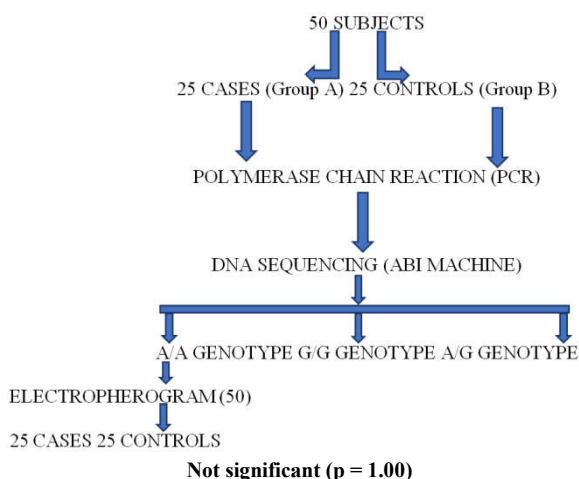 50 SUBJECTS
25 CASES (Group A) 25 CONTROLS (Group B)
POLYMERASE CHAIN REACTION (PCR)
DNA SEQUENCING (ABI MACHINE)
A/A GENOTYPE G/G GENOTYPE A/G GENOTYPE
ELECTROPHEROGRAM (50)
25 CASES 25 CONTROLS
Not significant (p = 1.00)